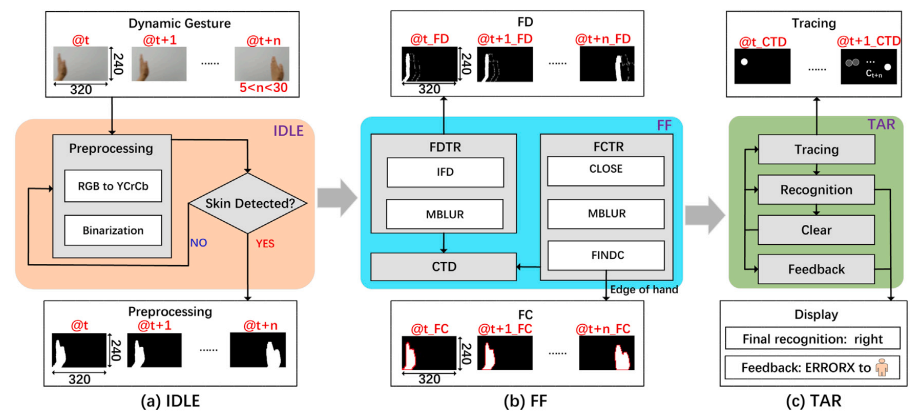 Dynamic Gesture
@t @t+1 @t+n
......
240
320
5<n<30
IDLE
Preprocessing
RGB to YCrCb
Binarization
Skin Detected?
NO
YES
Preprocessing
@t @t+1 @t+n
......
240
320
(a) IDLE
FD
@t_FD @t+1_FD @t+n_FD
......
240
320
FF
FDTR
IFD
MBLUR
CTD
FCTR
CLOSE
MBLUR
FINDC
Edge of hand
FC
@t_FC @t+1_FC @t+n_FC
......
240
320
(b) FF
Tracing
@t_CTD @t+1_CTD
......
...
C t+n
TAR
Tracing
Recognition
Clear
Feedback
Display
Final recognition: right
Feedback: ERRORX to
(c) TAR